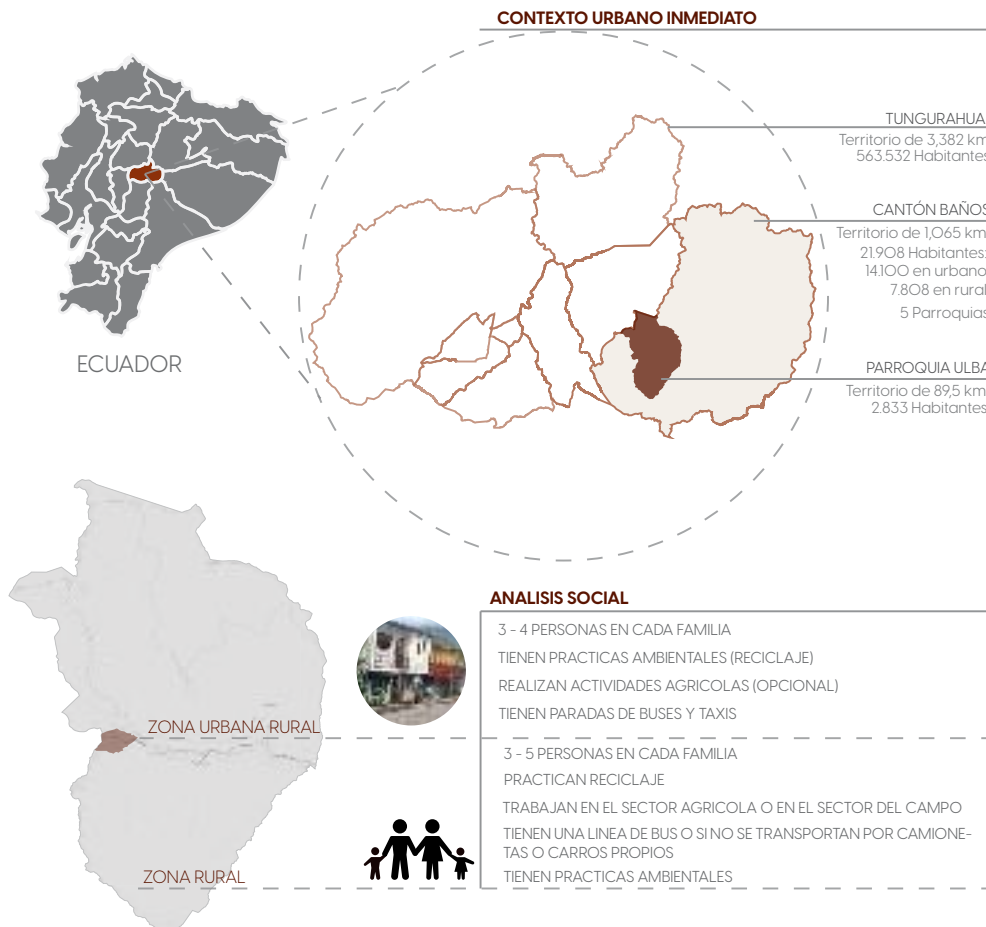 CONTEXTO URBANO INMEDIATO
TUNGURAHUA
Territorio de 3,382 km
563.532 Habitantes
CANTÓN BAÑOS
Territorio de 1,065 km
21.908 Habitantes:
14.100 en urbano
7.808 en rural
5 Parroquias
ECUADOR
PARROQUIA ULBA
Territorio de 89,5 km
2.833 Habitantes
ANALISIS SOCIAL
3 - 4 PERSONAS EN CADA FAMILIA
TIENEN PRACTICAS AMBIENTALES (RECICLAJE)
REALIZAN ACTIVIDADES AGRICOLAS (OPCIONAL)
TIENEN PARADAS DE BUSES Y TAXIS
ZONA URBANA RURAL
3 - 5 PERSONAS EN CADA FAMILIA
PRACTICAN RECICLAJE
TRABAJAN EN EL SECTOR AGRICOLA O EN EL SECTOR DEL CAMPO
TIENEN UNA LINEA DE BUS O SI NO SE TRANSPORTAN POR CAMIONE-
TAS O CARROS PROPIOS
TIENEN PRACTICAS AMBIENTALES
ZONA RURAL